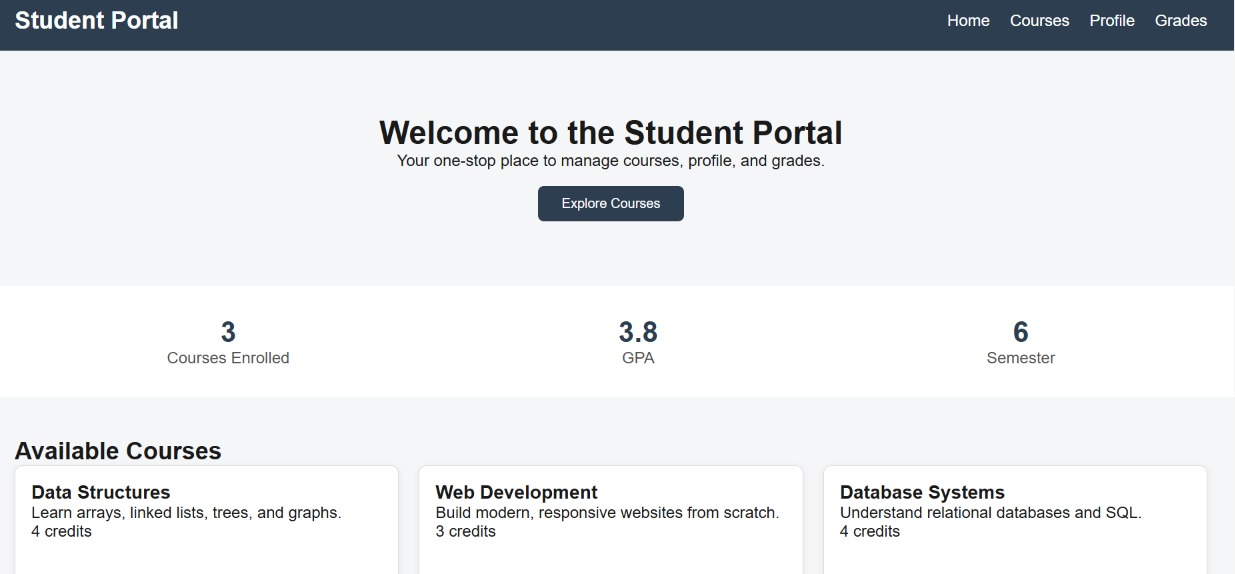 Student Portal
Home Courses Profile Grades
Welcome to the Student Portal
Your one-stop place to manage courses, profile, and grades.
Explore Courses
3
Courses Enrolled
3.8
GPA
6
Semester
Available Courses
Data Structures
Learn arrays, linked lists, trees, and graphs.
4 credits
Web Development
Build modern, responsive websites from scratch.
3 credits
Database Systems
Understand relational databases and SQL.
4 credits